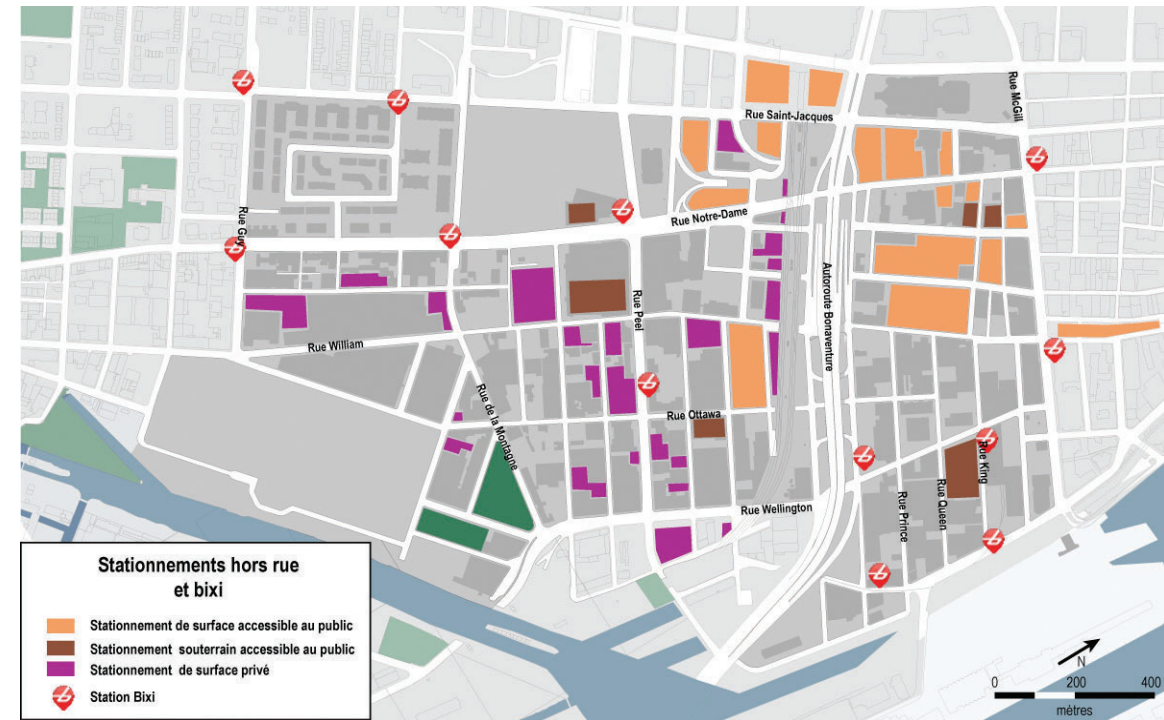 Rue McGill
Rue Saint-Jacques
Rue Notre-Dame
Rue Guy
Rue Peel
Autoroute Bonaventure
Rue William
Rue de la Montagne
Rue Ottawa
Rue King
Rue Queen
Rue Prince
Rue Wellington
Stationnements hors rue
et bixi
Stationnement de surface accessible au public
Stationnement souterrain accessible au public
Stationnement de surface privé
Station Bixi
N
0 200 400
mètres